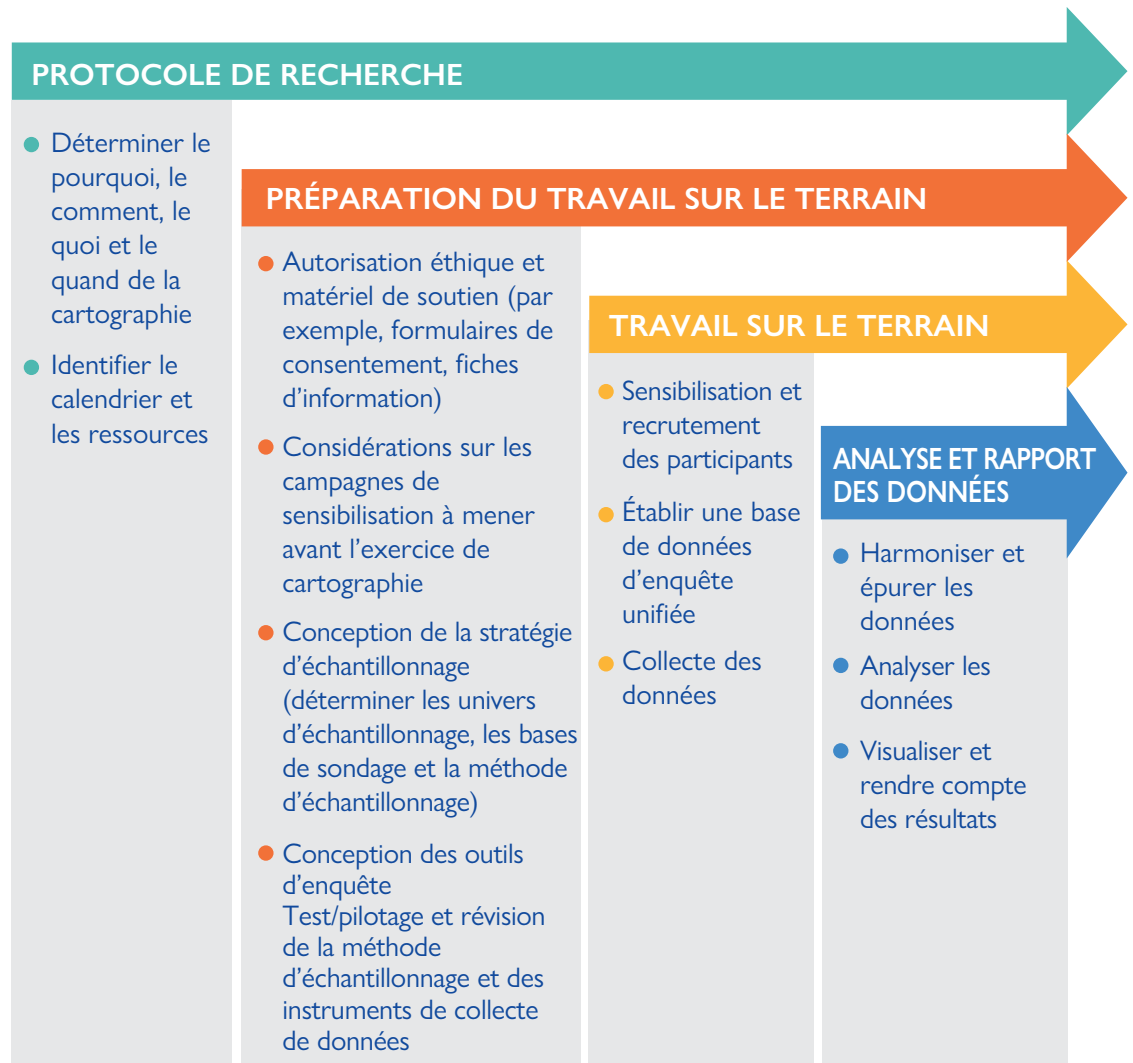 PROTOCOLE DE RECHERCHE
Déterminer le
pourquoi, le
comment, le
quoi et le
quand de la
cartographie
Identifier le
calendrier et
les ressources
PRÉPARATION DU TRAVAIL SUR LE TERRAIN
Autorisation éthique et
matériel de soutien (par
exemple, formulaires de
consentement, fiches
d’information)
Considérations sur les
campagnes de
sensibilisation à mener
avant l’exercice de
cartographie
Conception de la stratégie
d’échantillonnage
(déterminer les univers
d’échantillonnage, les bases
de sondage et la méthode
d’échantillonnage)
Conception des outils
d’enquête
Test/pilotage et révision
de la méthode
d’échantillonnage et des
instruments de collecte
de données
TRAVAIL SUR LE TERRAIN
Sensibilisation et
recrutement
des participants
Établir une base
de données
d’enquête
unifiée
Collecte des
données
ANALYSE ET RAPPORT
DES DONNÉES
Harmoniser et
épurer les
données
Analyser les
données
Visualiser et
rendre compte
des résultats